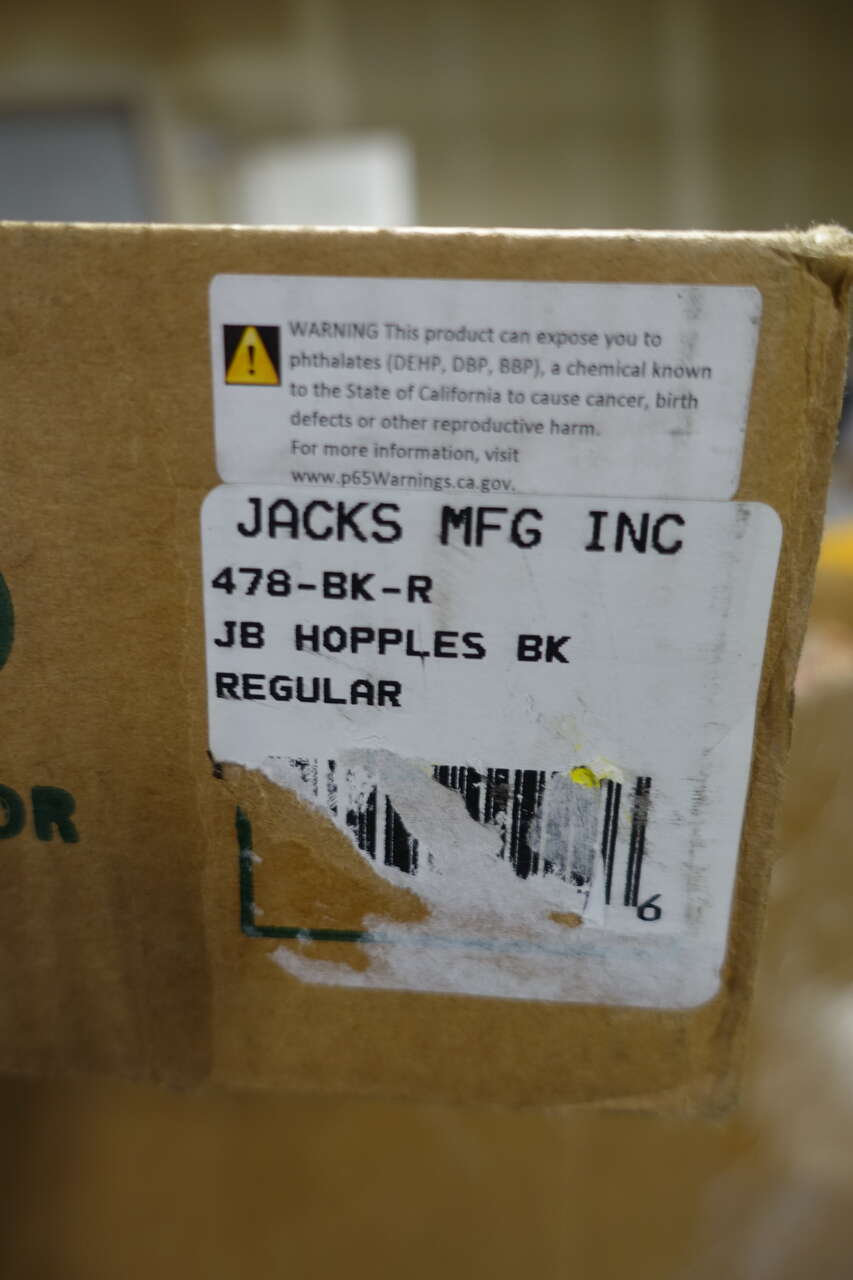 WARNING This product can expose you to
phthalates (DEHP, DBP, BBP), a chemical known
to the State of California to cause cancer, birth
defects or other reproductive harm.
For more information, visit
www.p65Warnings.ca.gov.
JACKS MFG INC
478-BK-R
JB HOPPLES BK
REGULAR
6
OR